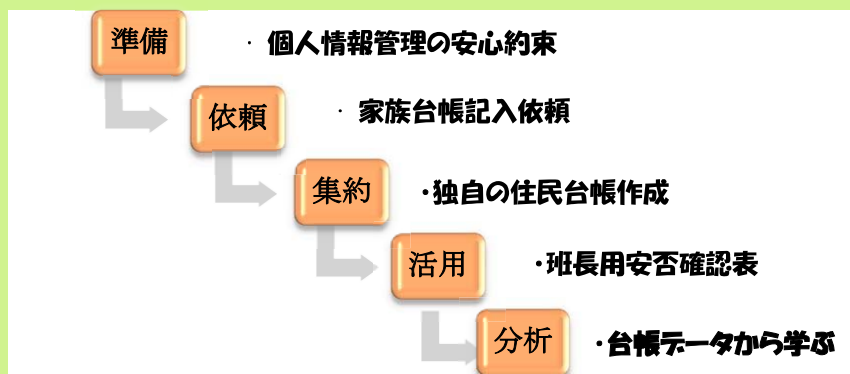 準備 ・個人情報管理の安心約束
依頼 ・家族台帳記入依頼
集約 ・独自の住民台帳作成
活用 ・班長用安否確認表
分析 ・台帳データから学ぶ